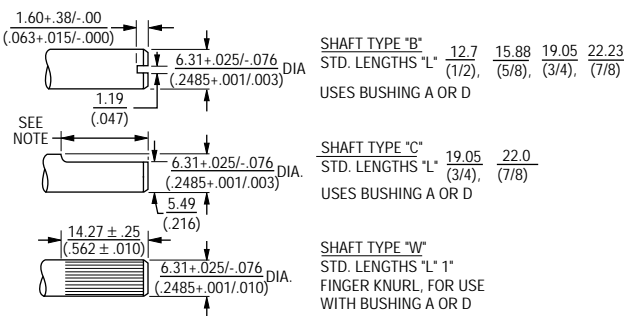 1.60+.38/-.00
(.063+.015/-.000)
6.31+.025/-.076 DIA
(.2485+.001/.003)
1.19
(.047)
SHAFT TYPE "B"
STD. LENGTHS "L" 12.7 15.88 19.05 22.23
(1/2), (5/8), (3/4), (7/8)
USES BUSHING A OR D
SEE
NOTE
6.31+.025/-.076 DIA.
(.2485+.001/.003)
5.49
(.216)
SHAFT TYPE "C"
STD. LENGTHS "L" 19.05 22.0
(3/4), (7/8)
USES BUSHING A OR D
14.27 ± .25
(.562 ± .010)
6.31+.025/-.076 DIA.
(.2485+.001/.010)
SHAFT TYPE "W"
STD. LENGTHS "L" 1"
FINGER KNURL, FOR USE
WITH BUSHING A OR D